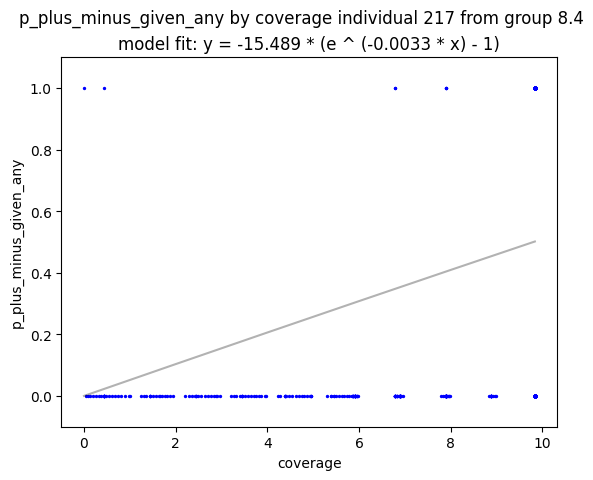 p_plus_minus_given_any by coverage individual 217 from group 8.4
model fit: y = -15.489 * (e ^ (-0.0033 * x) - 1)
1.0
0.8
0.6
0.4
0.2
0.0
p_plus_minus_given_any
0 2 4 6 8 10
coverage